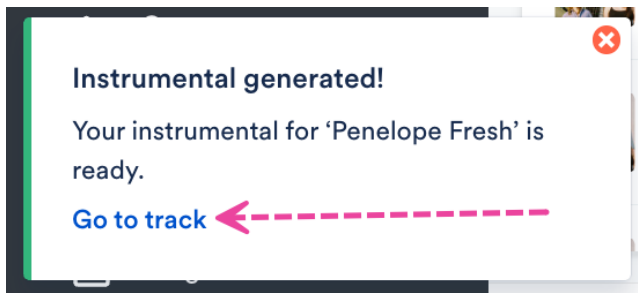 Instrumental generated!
Your instrumental for ‘Penelope Fresh’ is
ready.
Go to track